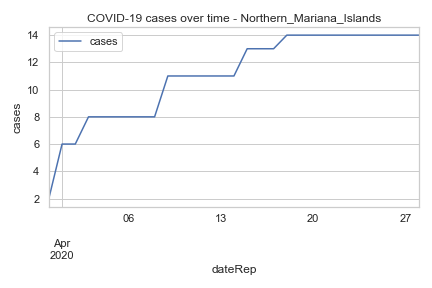 COVID-19 cases over time - Northern_Mariana_Islands
cases
14
12
10
8
6
4
2
cases
06
13
20
27
Apr
2020
dateRep